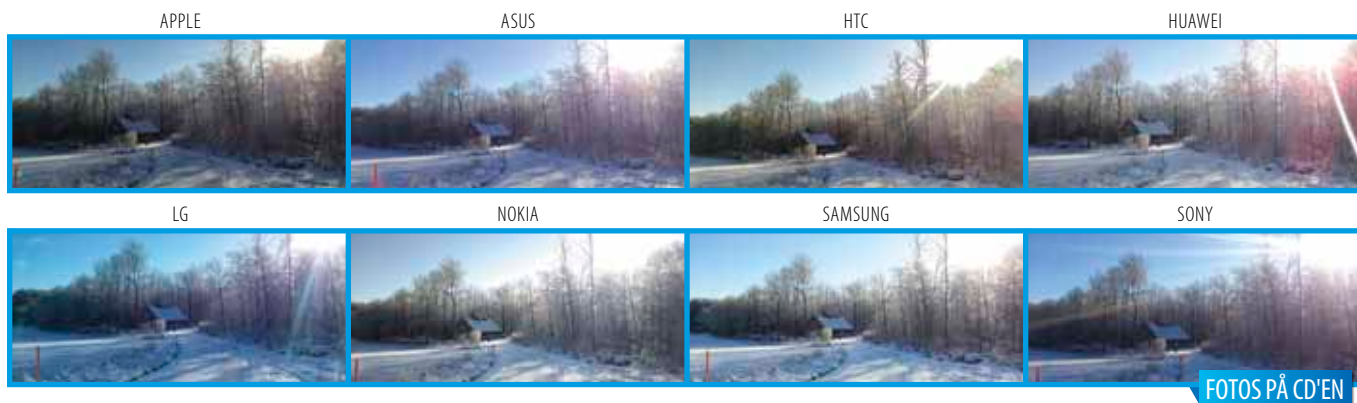 APPLE ASUS HTC HUAWEI
LG NOKIA SAMSUNG SONY
FOTOS PÅ CD'EN